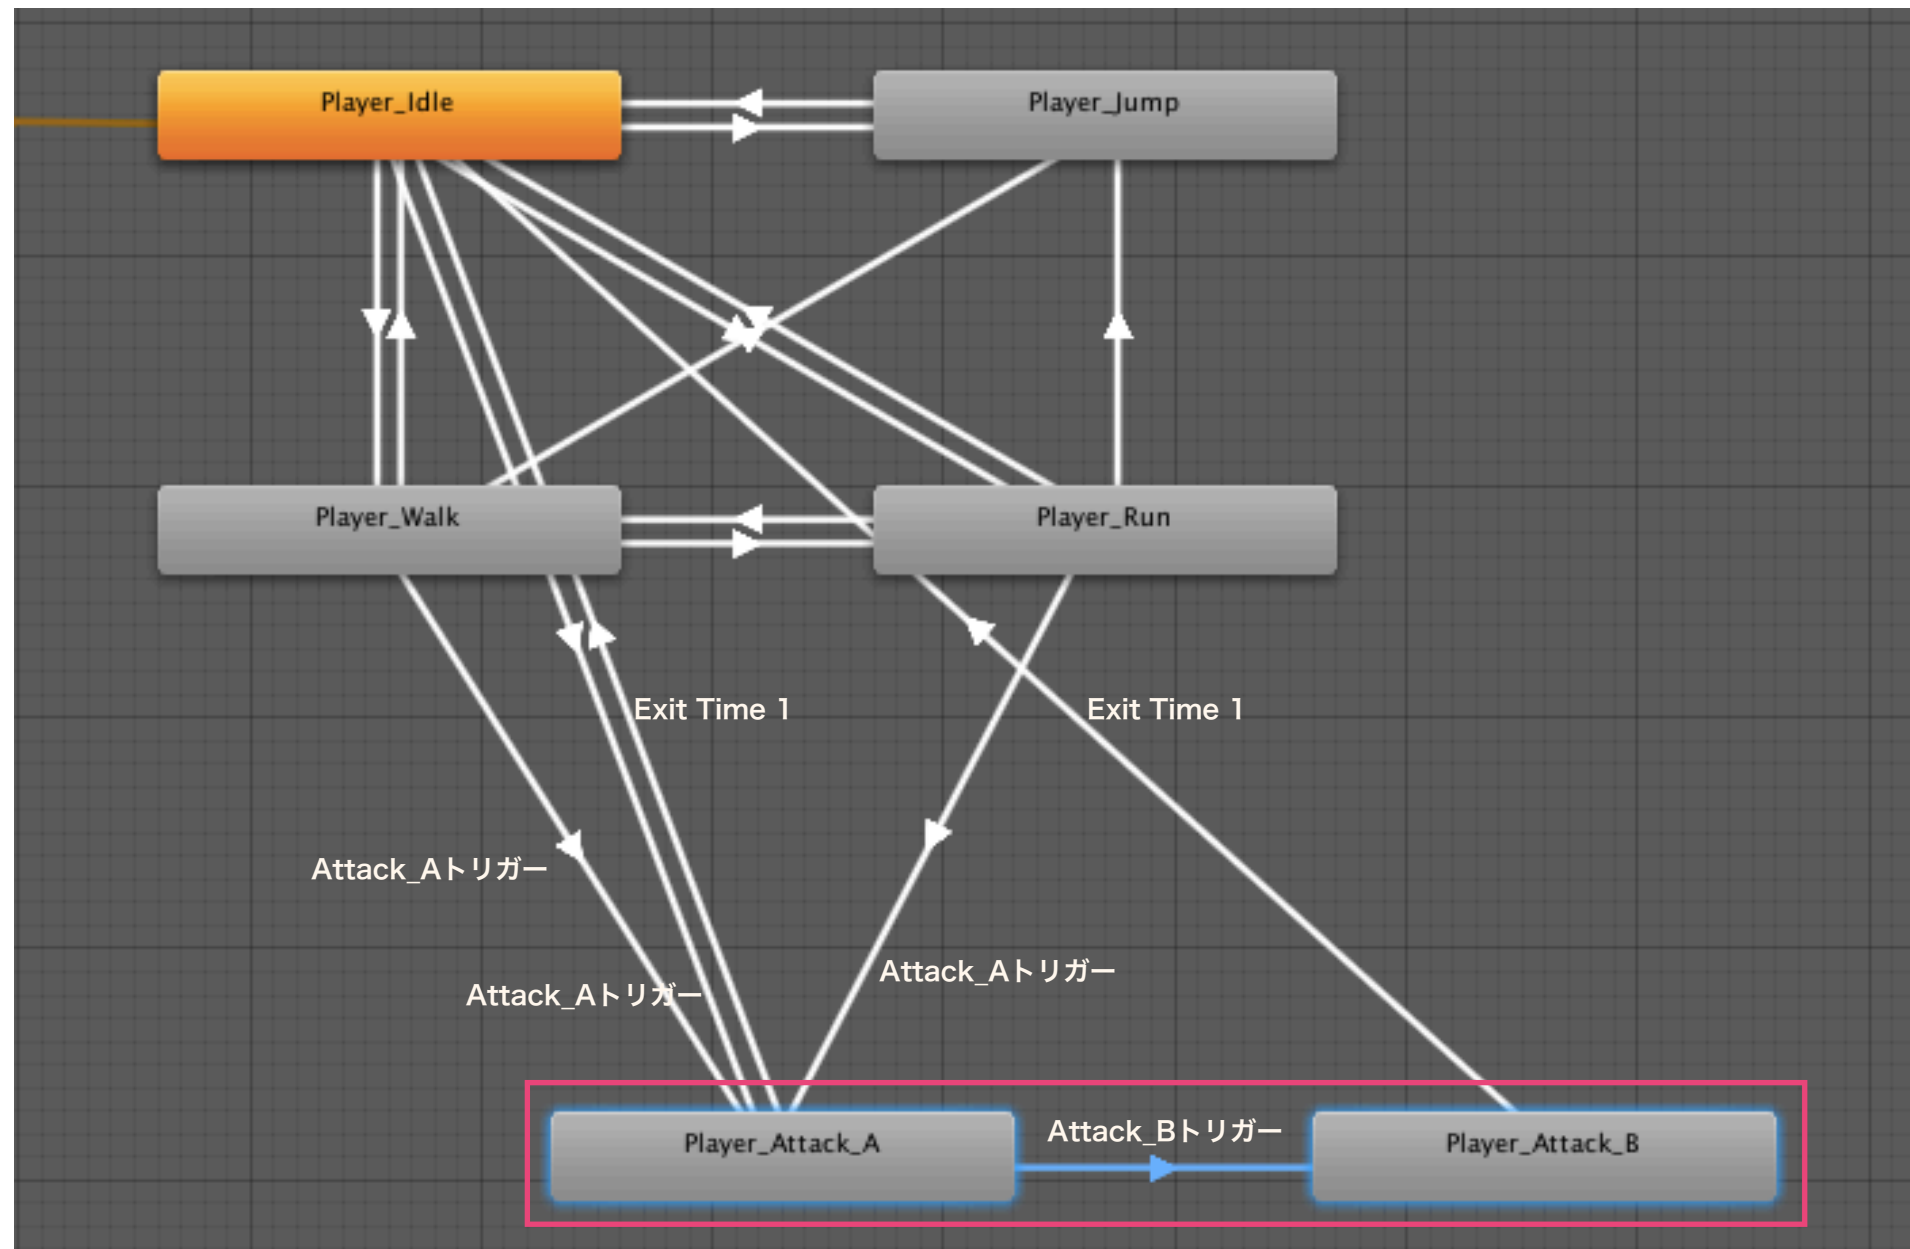 Player_Idle
Player_Jump
Player_Walk
Player_Run
Exit Time 1
Exit Time 1
Attack_Aトリガー
Attack_Aトリガー
Attack_Aトリガー
Player_Attack_A
Attack_Bトリガー
Player_Attack_B